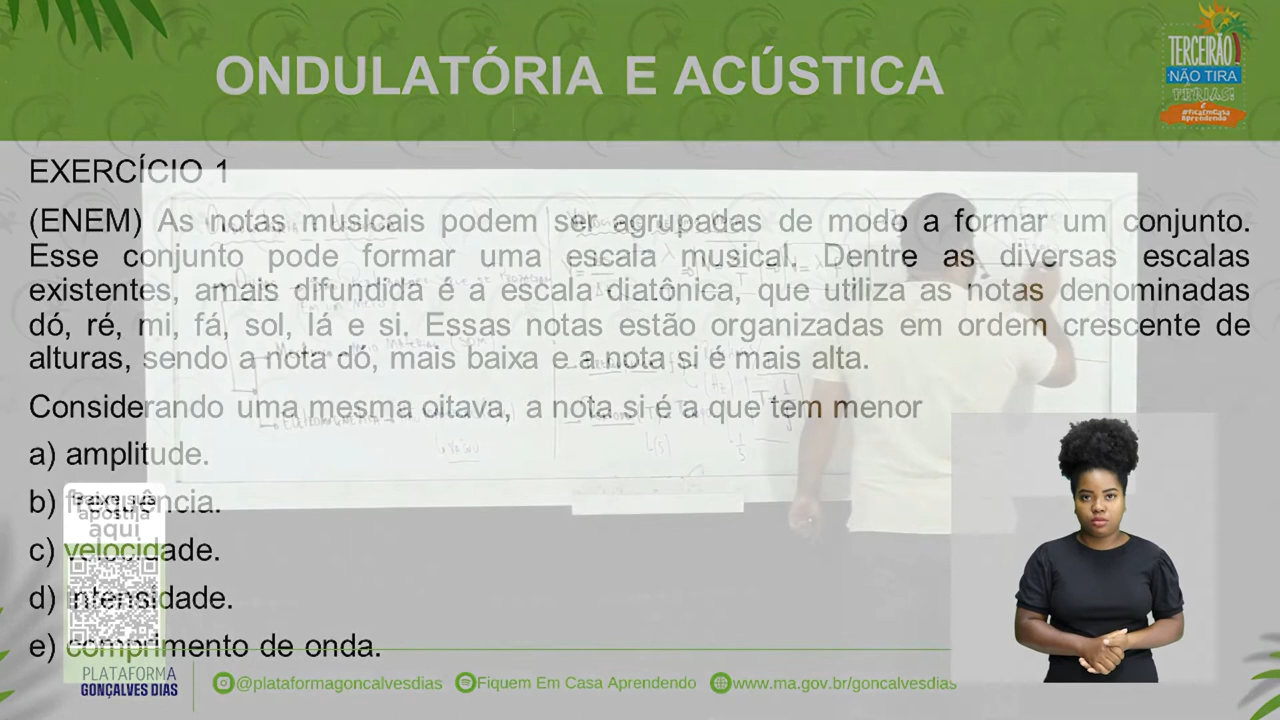 ONDULATÓRIA E ACÚSTICA
TERCEIRÃO!
NÃO TIRA
FÉRIAS!
#FicaEmCasa
Aprendendo
EXERCÍCIO 1
(ENEM) As notas musicais podem ser agrupadas de modo a formar um conjunto.
Esse conjunto pode formar uma escala musical. Dentre as diversas escalas
existentes, amais difundida é a escala diatônica, que utiliza as notas denominadas
dó, ré, mi, fá, sol, lá e si. Essas notas estão organizadas em ordem crescente de
alturas, sendo a nota dó, mais baixa e a nota si é mais alta.
Considerando uma mesma oitava, a nota si é a que tem menor
a) amplitude.
b) frequência.
c) velocidade.
d) intensidade.
e) comprimento de onda.
Baixe sua
apostila
aqui
PLATAFORMA
GONÇALVES DIAS
@plataformagoncalvesdias
Fiquem Em Casa Aprendendo
www.ma.gov.br/goncalvesdias